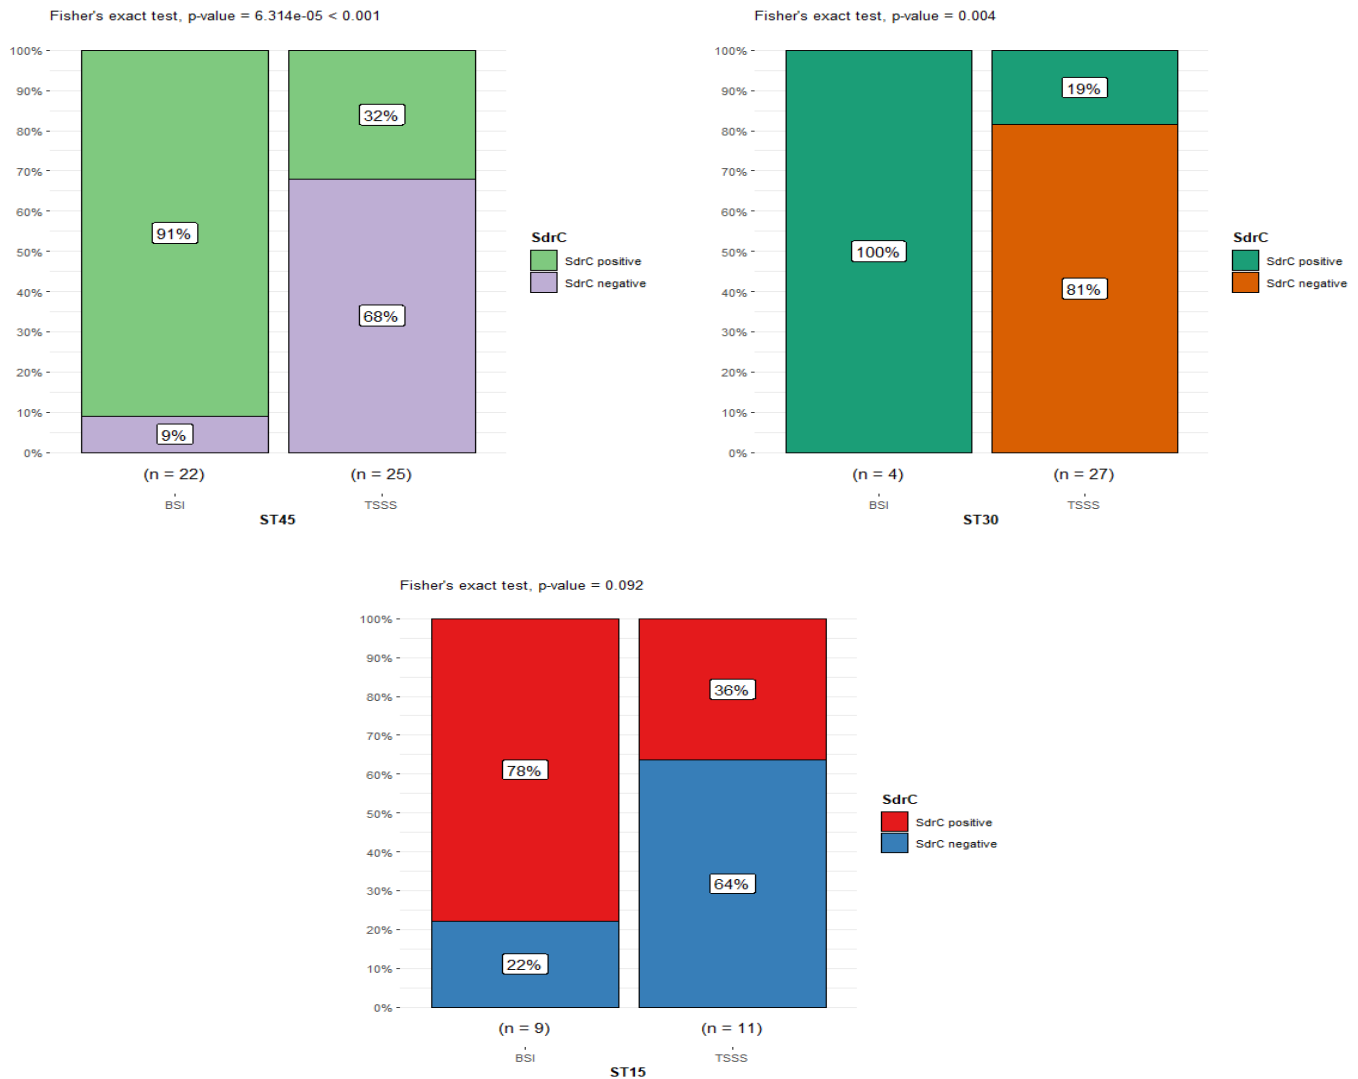 Fisher's exact test, p-value = 6.314e-05 < 0.001
100%
90%
80%
70%
60%
50%
40%
30%
20%
10%
0%
91%
9%
32%
68%
(n = 22)
(n = 25)
BSI
TSSS
ST45
SdrC
SdrC positive
SdrC negative
Fisher's exact test, p-value = 0.004
100%
90%
80%
70%
60%
50%
40%
30%
20%
10%
0%
100%
19%
81%
(n = 4)
(n = 27)
BSI
TSSS
ST30
SdrC
SdrC positive
SdrC negative
Fisher's exact test, p-value = 0.092
100%
90%
80%
70%
60%
50%
40%
30%
20%
10%
0%
78%
22%
36%
64%
(n = 9)
(n = 11)
BSI
TSSS
ST15
SdrC
SdrC positive
SdrC negative